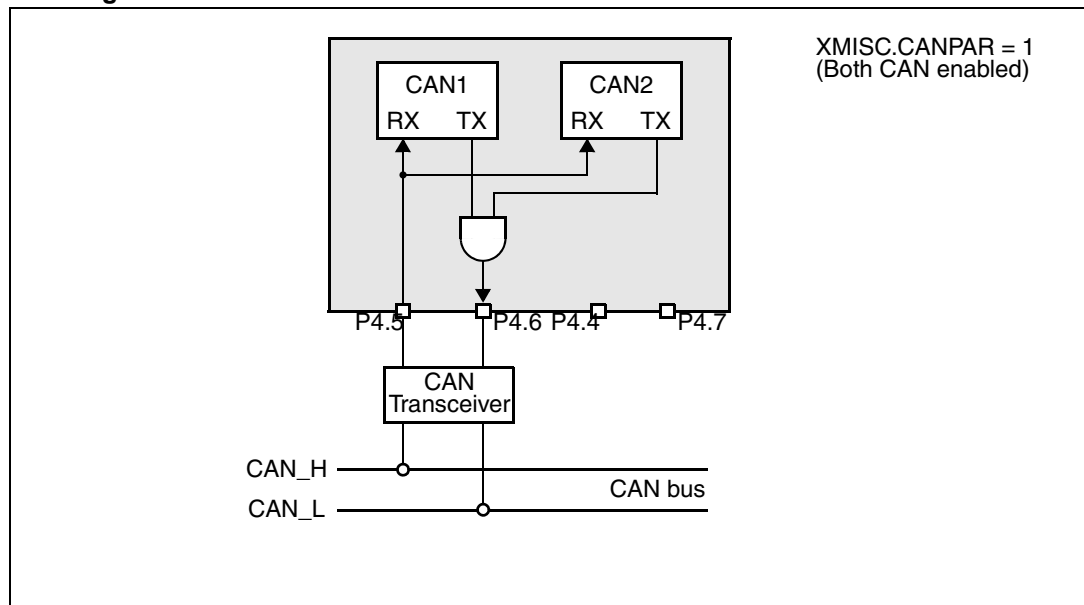 XMISC.CANPAR = 1
(Both CAN enabled)
CAN1
RX TX
CAN2
RX TX
P4.5
P4.6
P4.4
P4.7
CAN
Transceiver
CAN_H
CAN_L
CAN bus